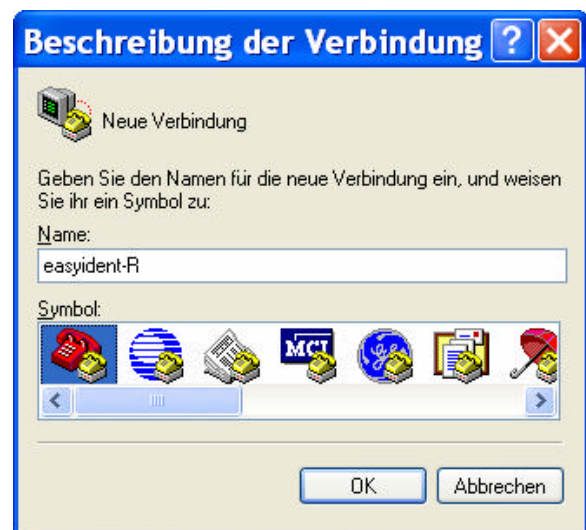 Beschreibung der Verbindung
Neue Verbindung
Geben Sie den Namen für die neue Verbindung ein, und weisen
Sie ihr ein Symbol zu:
Name:
easyident-R
Symbol:
MCI
OK Abbrechen